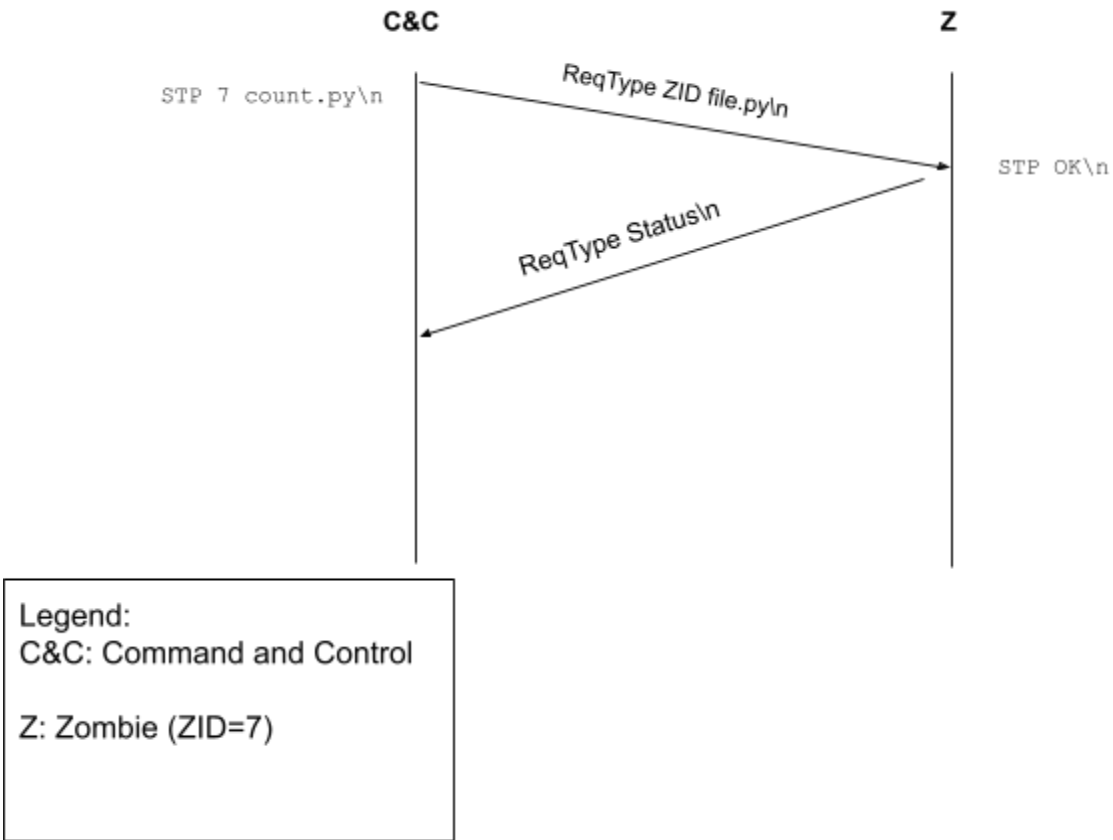 C&C
Z
STP 7 count.py\n
ReqType ZID file.py\n
STP OK\n
ReqType Status\n
Legend:
C&C: Command and Control
Z: Zombie (ZID=7)